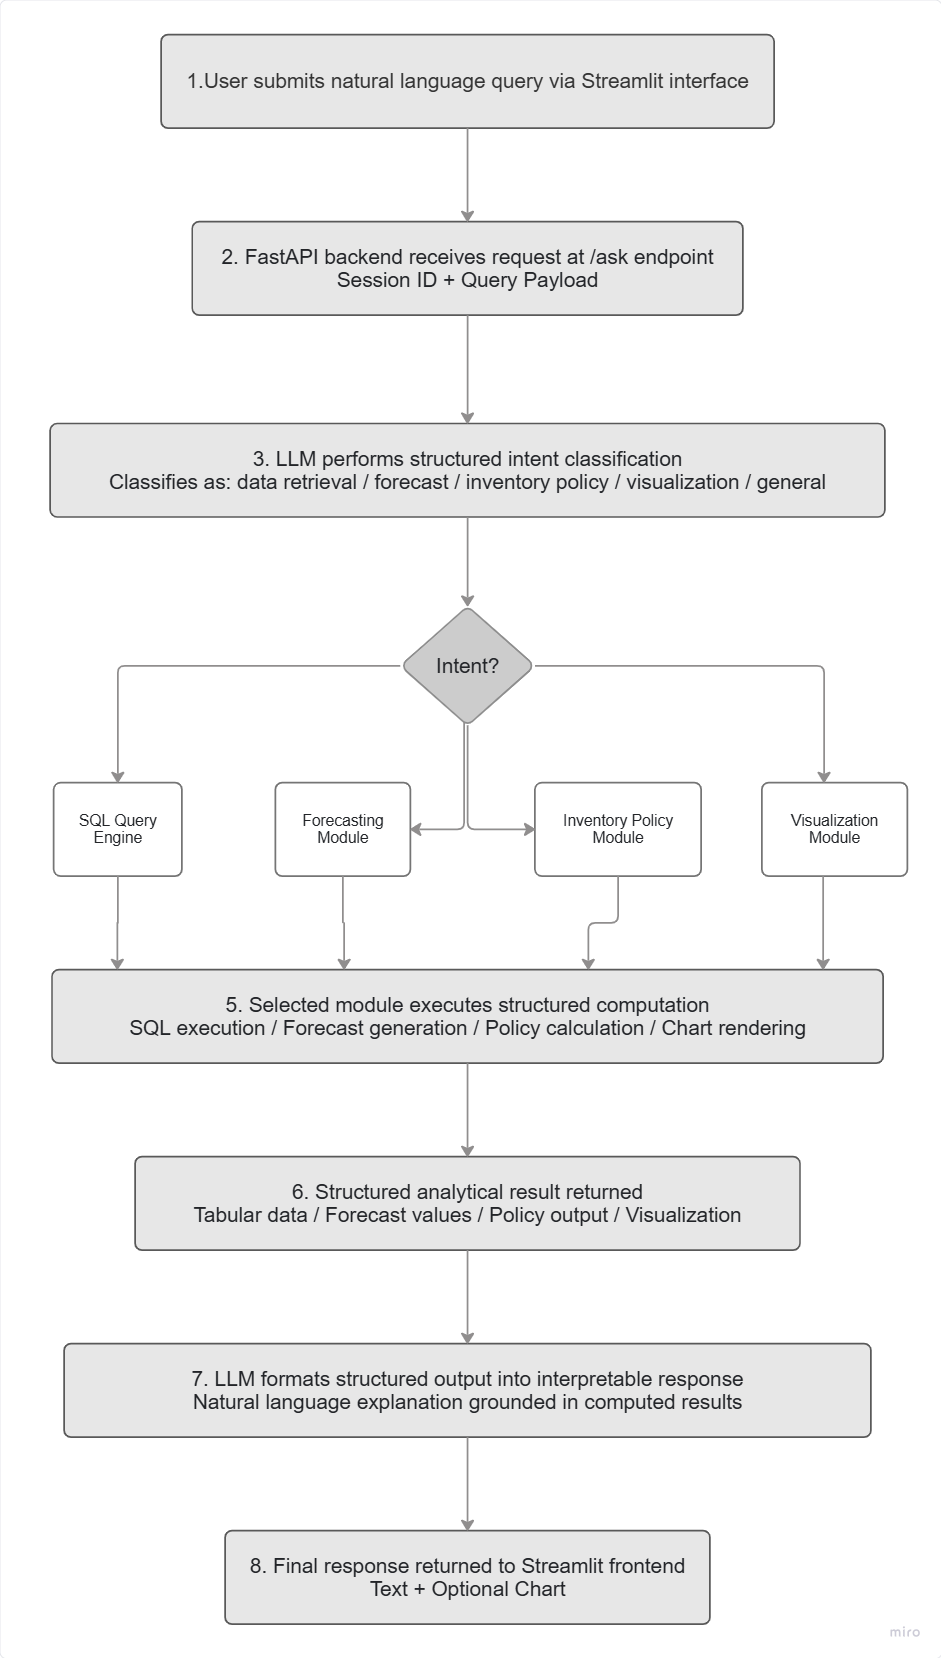 1.User submits natural language query via Streamlit interface
2. FastAPI backend receives request at /ask endpoint
Session ID + Query Payload
3. LLM performs structured intent classification
Classifies as: data retrieval / forecast / inventory policy / visualization / general
Intent?
SQL Query
Engine
Forecasting
Module
Inventory Policy
Module
Visualization
Module
5. Selected module executes structured computation
SQL execution / Forecast generation / Policy calculation / Chart rendering
6. Structured analytical result returned
Tabular data / Forecast values / Policy output / Visualization
7. LLM formats structured output into interpretable response
Natural language explanation grounded in computed results
8. Final response returned to Streamlit frontend
Text + Optional Chart
miro